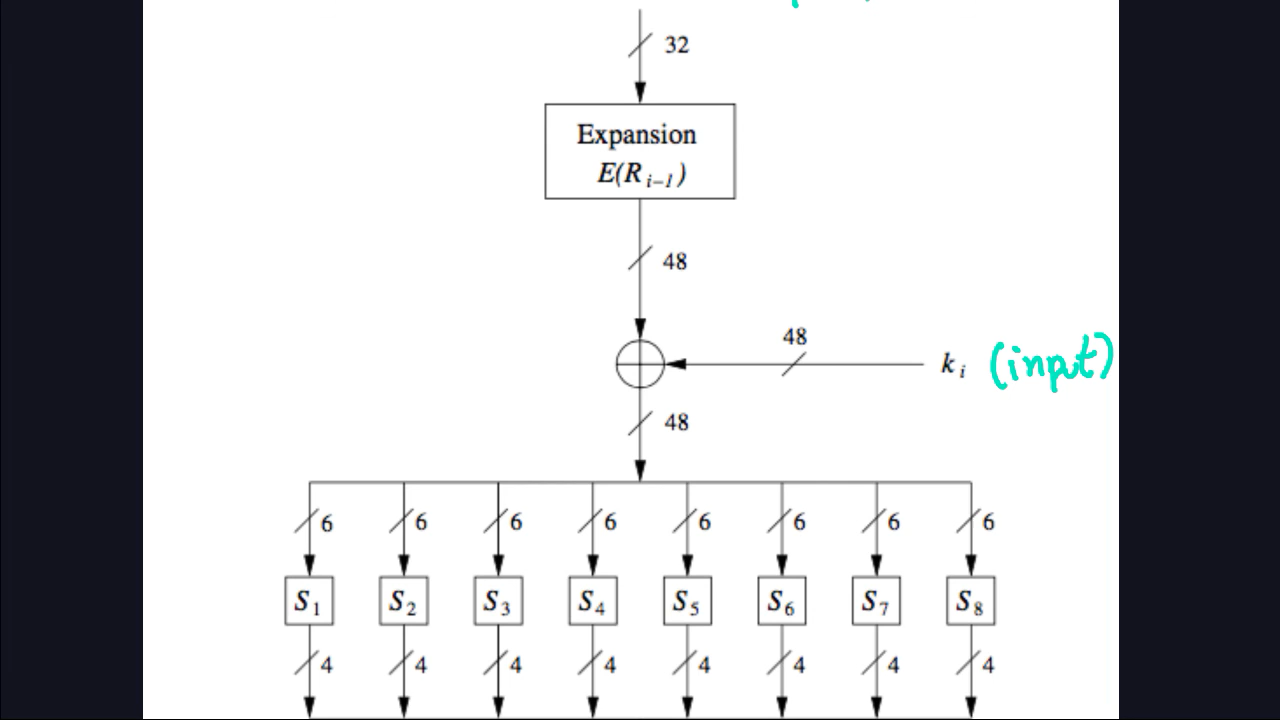 32
Expansion
E(R i–1)
48
48
k i (input)
48
6 6 6 6 6 6 6 6
S1 S2 S3 S4 S5 S6 S7 S8
4 4 4 4 4 4 4 4